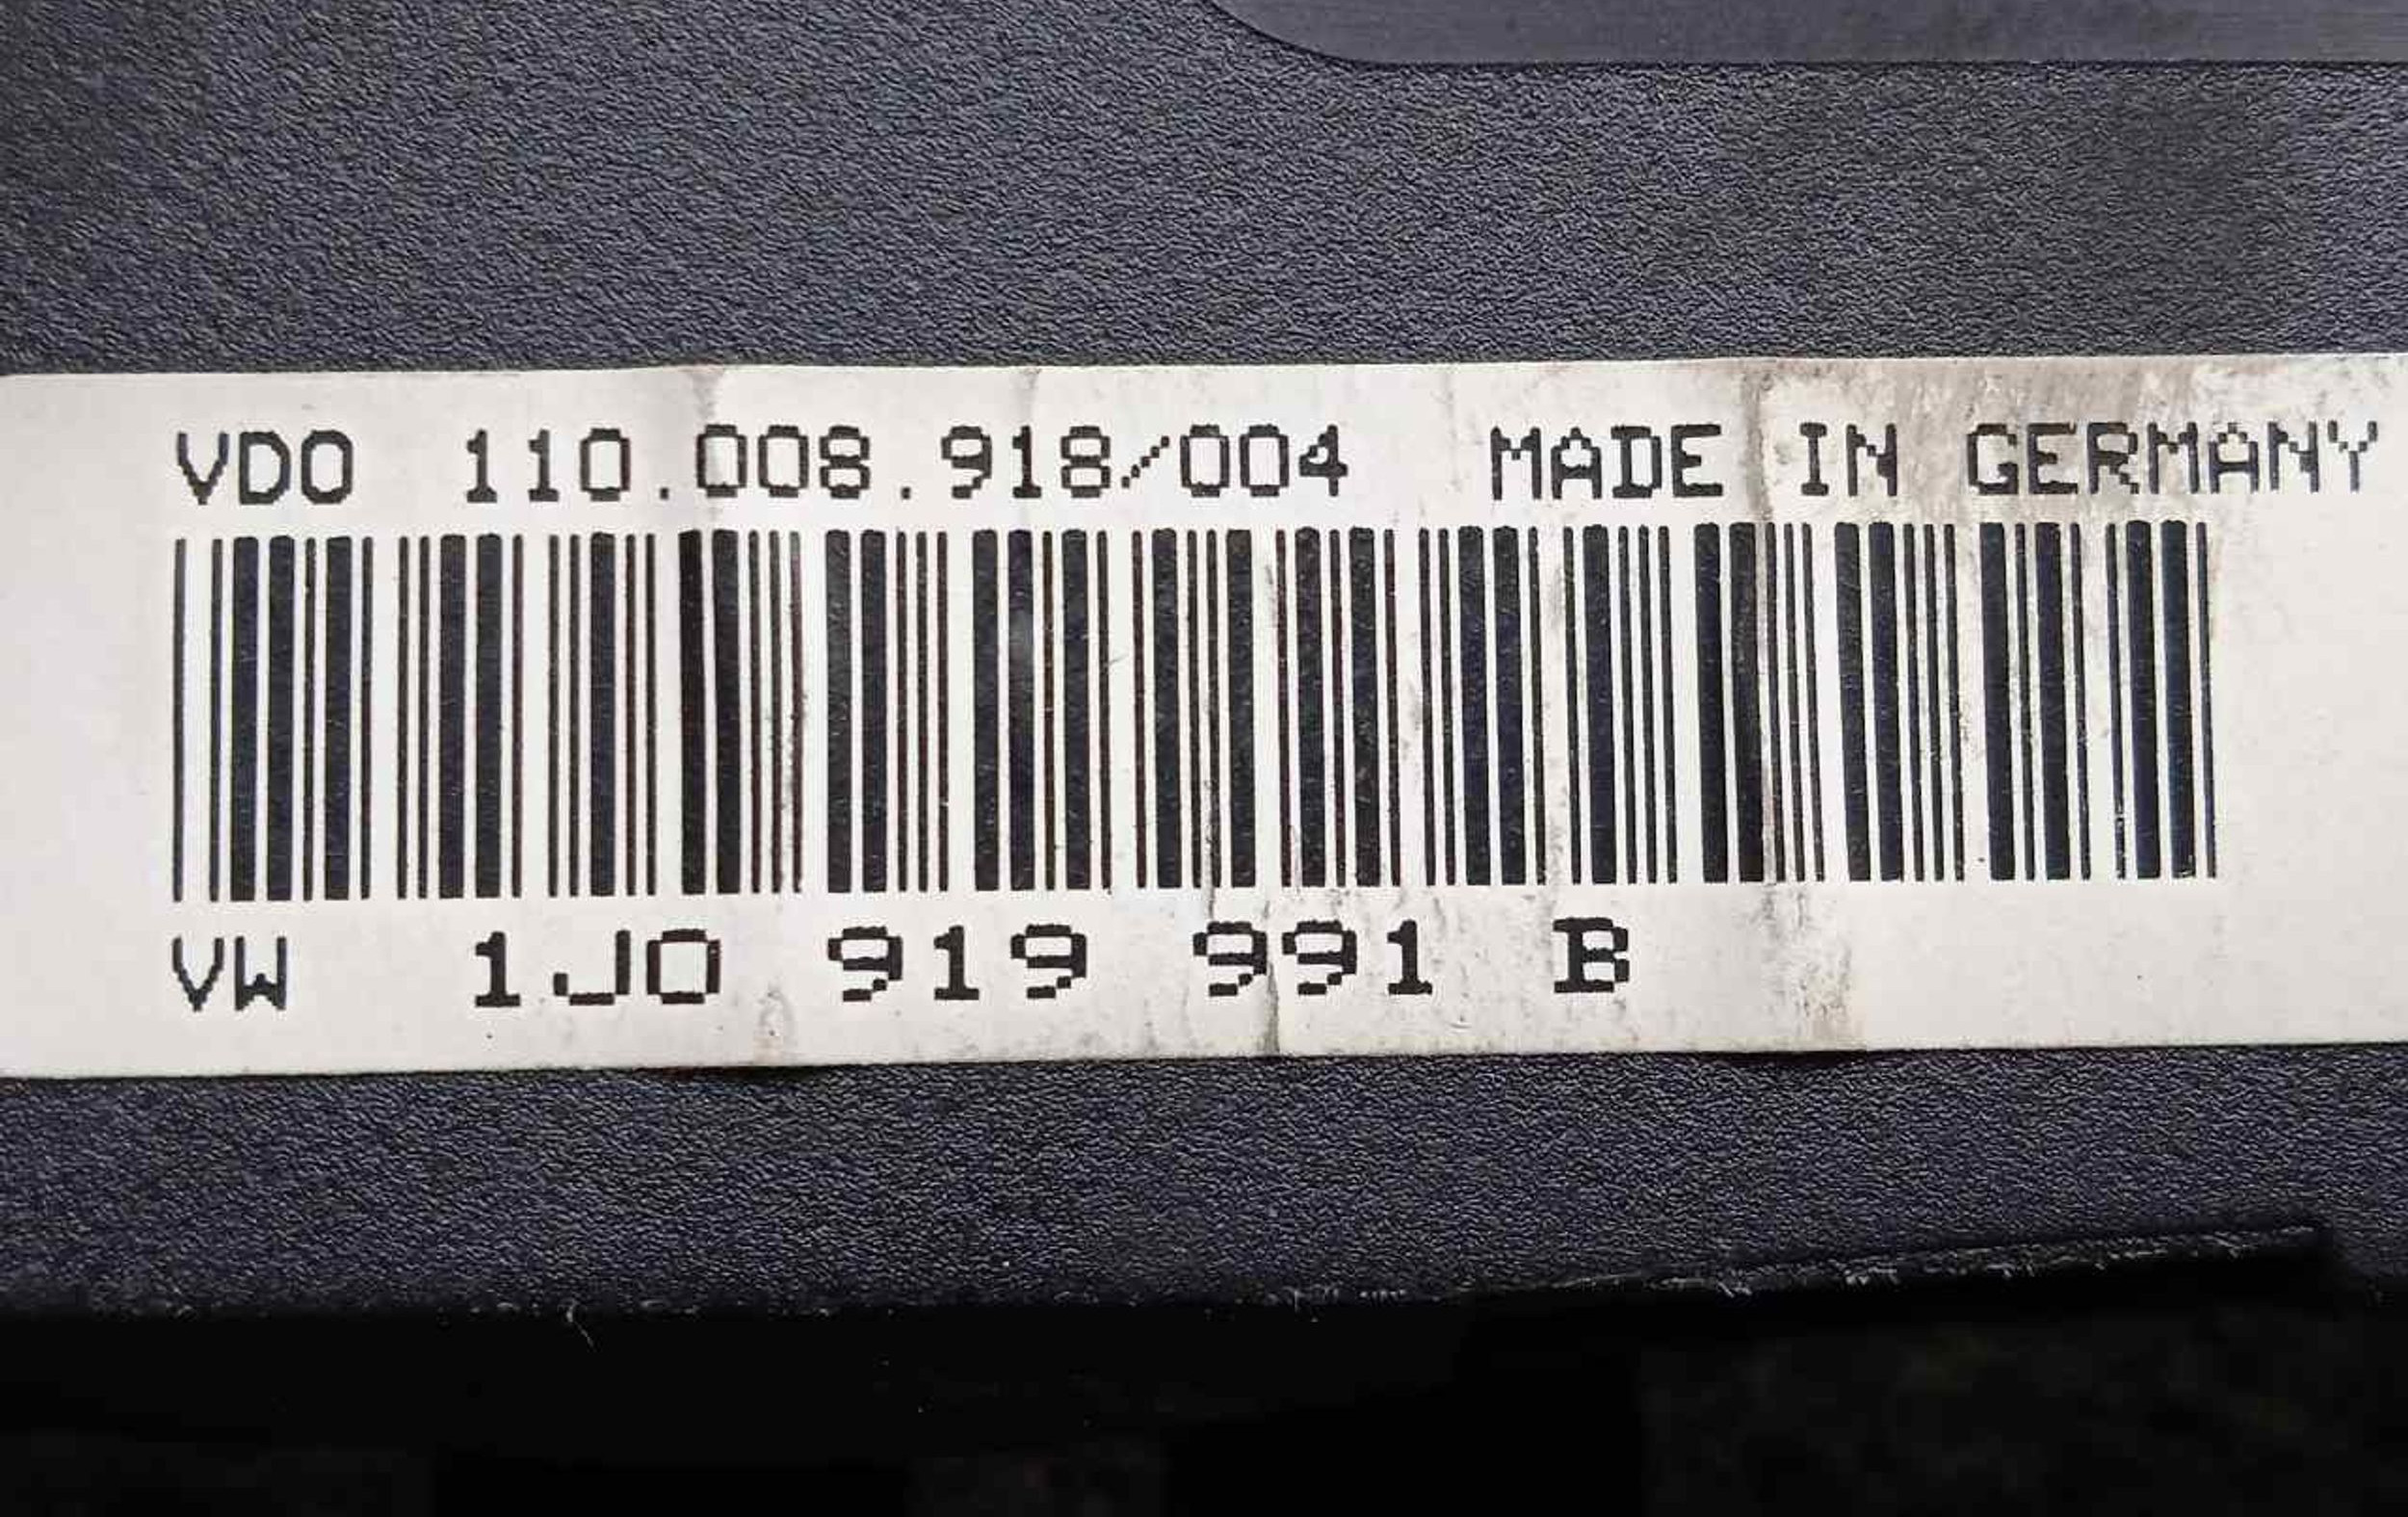 VDO 110.008.918/004 MADE IN GERMANY
VW 1J0 919 991 B